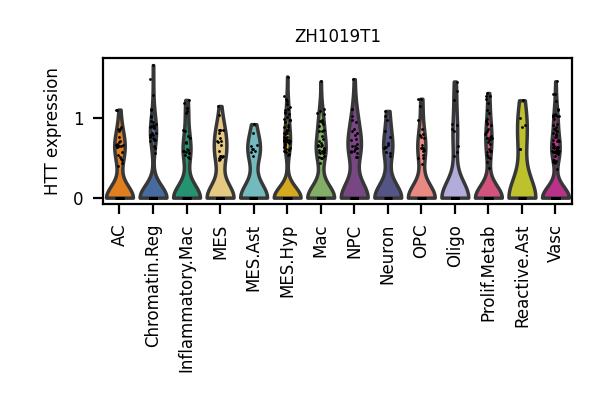 ZH1019T1
HTT expression
1
0
AC
Chromatin.Reg
Inflammatory.Mac
MES
MES.Ast
MES.Hyp
Mac
NPC
Neuron
OPC
Oligo
Prolif.Metab
Reactive.Ast
Vasc